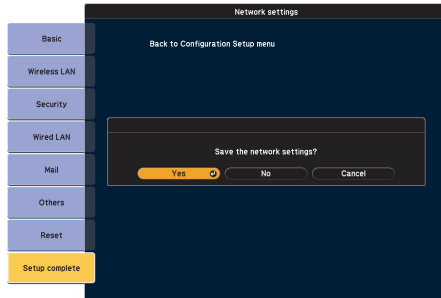 Network settings
Basic
Back to Configuration Setup menu
Wireless LAN
Security
Wired LAN
Save the network settings?
Mail
Yes
No
Cancel
Others
Reset
Setup complete